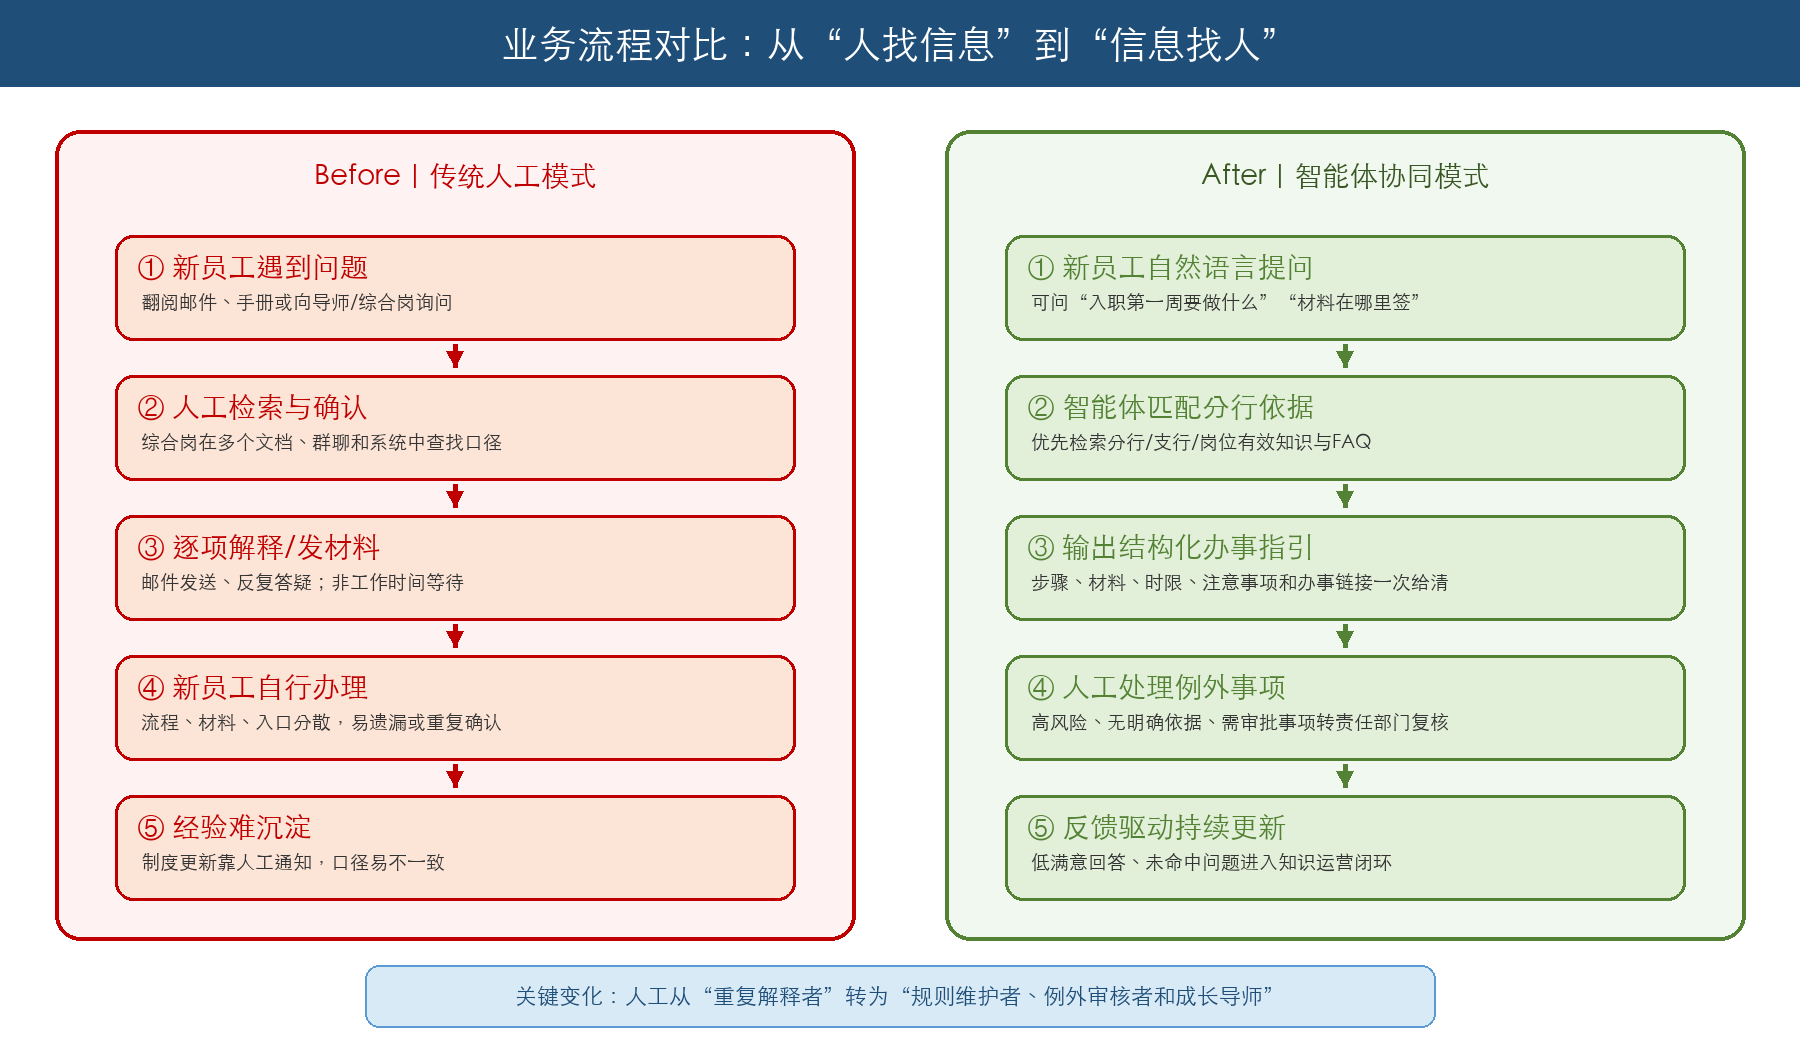 业务流程对比：从“人找信息”到“信息找人”
Before | 传统人工模式
① 新员工遇到问题
翻阅邮件、手册或向导师/综合岗询问
② 人工检索与确认
综合岗在多个文档、群聊和系统中查找口径
③ 逐项解释/发材料
邮件发送、反复答疑；非工作时间等待
④ 新员工自行办理
流程、材料、入口分散，易遗漏或重复确认
⑤ 经验难沉淀
制度更新靠人工通知，口径易不一致
After | 智能体协同模式
① 新员工自然语言提问
可问“入职第一周要做什么”“材料在哪里签”
② 智能体匹配分行依据
优先检索分行/支行/岗位有效知识与FAQ
③ 输出结构化办事指引
步骤、材料、时限、注意事项和办事链接一次给清
④ 人工处理例外事项
高风险、无明确依据、需审批事项转责任部门复核
⑤ 反馈驱动持续更新
低满意回答、未命中问题进入知识运营闭环
关键变化：人工从“重复解释者”转为“规则维护者、例外审核者和成长导师”